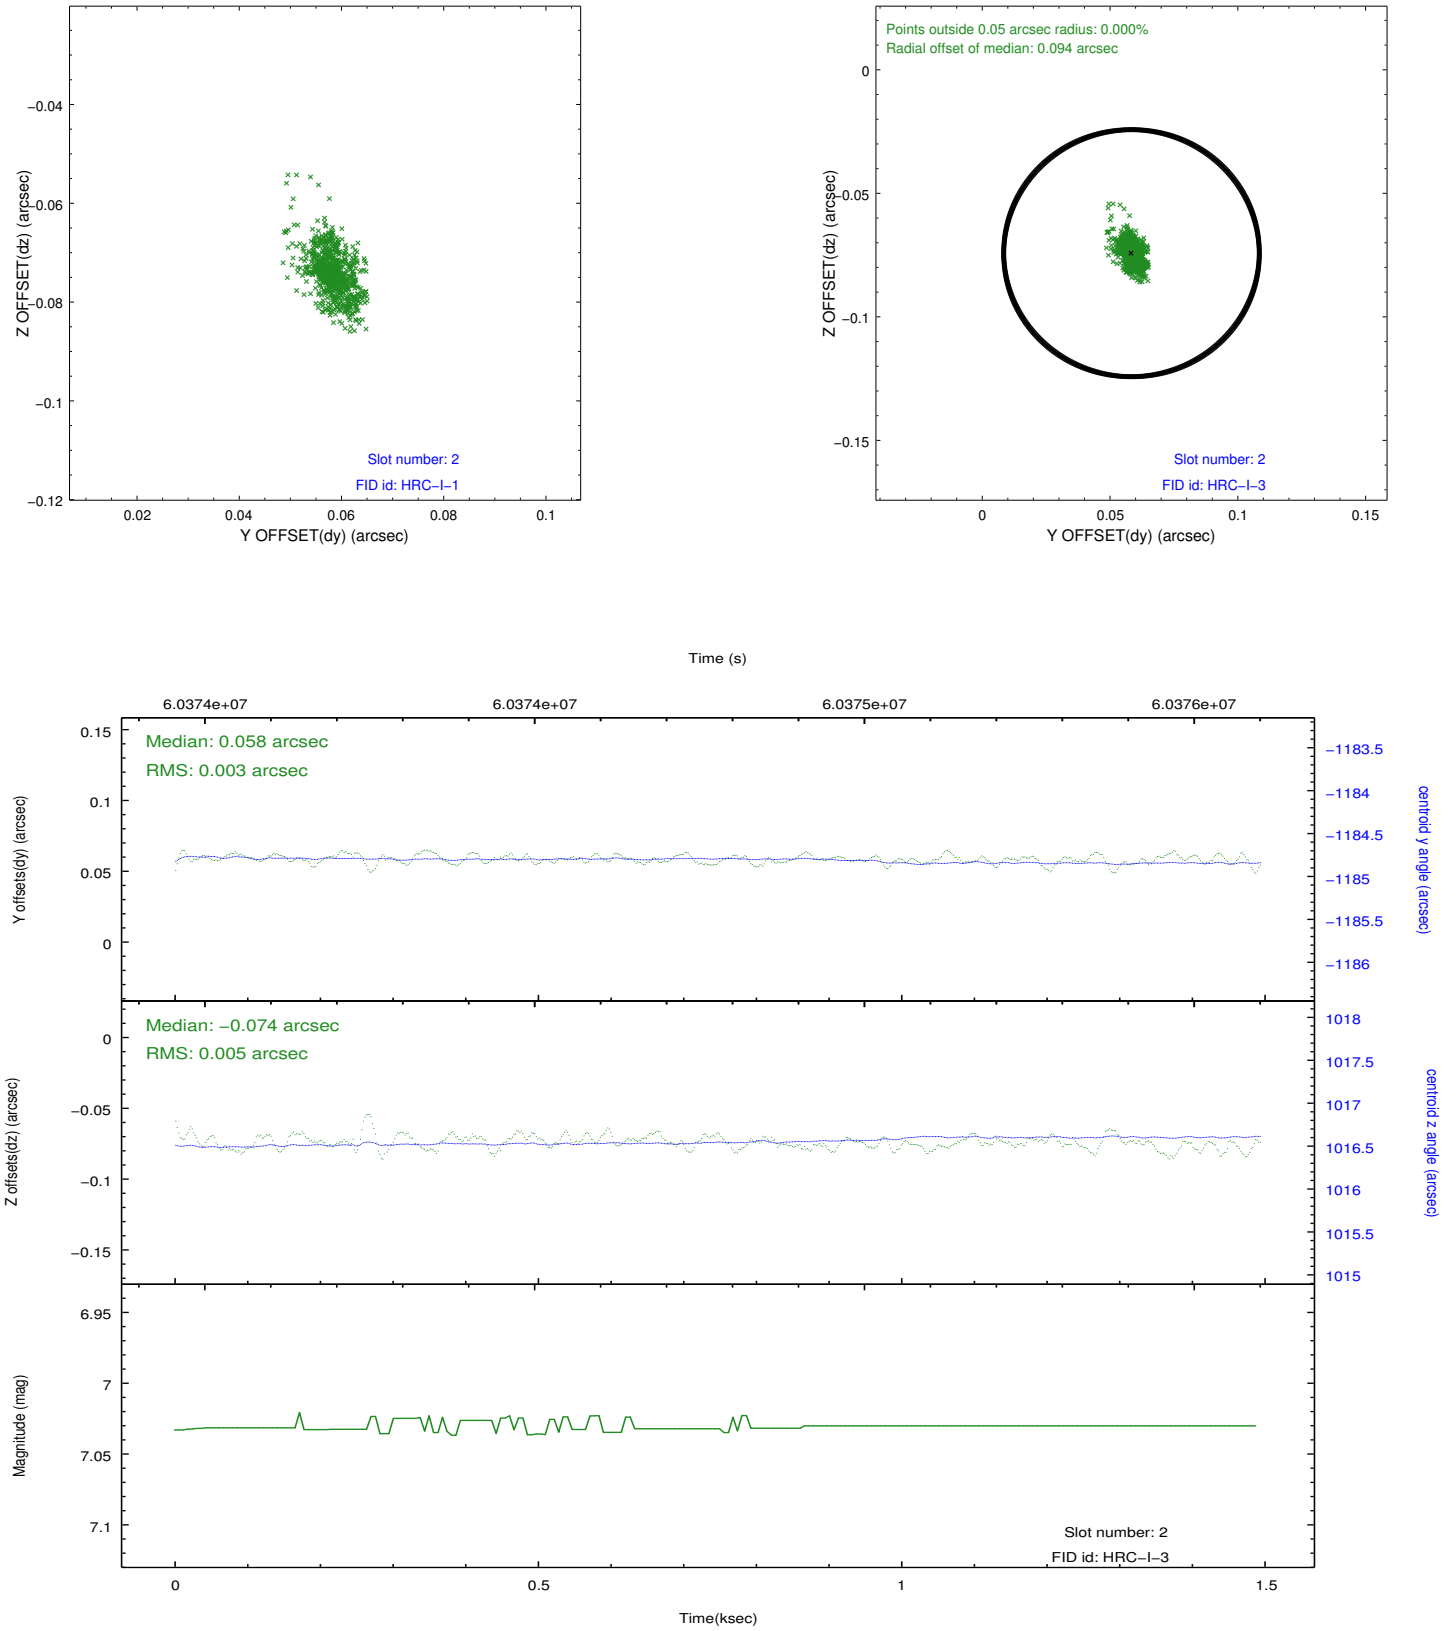 −0.04
−0.06
−0.08
−0.1
−0.12
Z OFFSET(dz) (arcsec)
Slot number: 2
FID id: HRC−I−1
0.02 0.04 0.06 0.08 0.1
Y OFFSET(dy) (arcsec)
Points outside 0.05 arcsec radius: 0.000%
Radial offset of median: 0.094 arcsec
0
−0.05
−0.1
−0.15
Z OFFSET(dz) (arcsec)
Slot number: 2
FID id: HRC−I−3
0 0.05 0.1 0.15
Y OFFSET(dy) (arcsec)
Time (s)
6.0374e+07 6.0374e+07 6.0375e+07 6.0376e+07
Median: 0.058 arcsec
RMS: 0.003 arcsec
0.15
0.1
0.05
0
Y offsets(dy) (arcsec)
−1183.5
−1184
−1184.5
−1185
−1185.5
−1186
centroid y angle (arcsec)
Median: −0.074 arcsec
RMS: 0.005 arcsec
0
−0.05
−0.1
−0.15
Z offsets(dz) (arcsec)
1018
1017.5
1017
1016.5
1016
1015.5
1015
centroid z angle (arcsec)
6.95
7
7.05
7.1
Magnitude (mag)
Slot number: 2
FID id: HRC−I−3
0 0.5 1 1.5
Time(ksec)